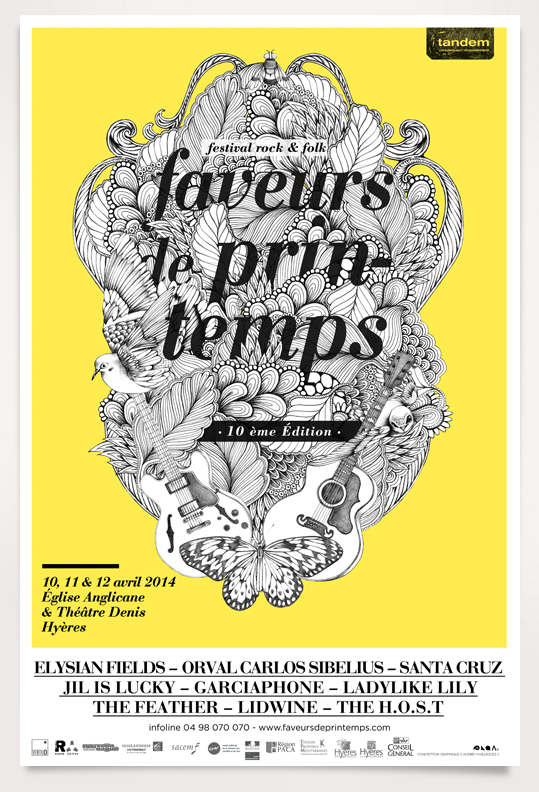 tandem
festival rock & folk
faveurs
de prin-
temps
· 10 ème Édition ·
10, 11 & 12 avril 2014
Église Anglicane
& Théâtre Denis
Hyères
ELYSIAN FIELDS – ORVAL CARLOS SIBELIUS – SANTA CRUZ
JIL IS LUCKY – GARCIAPHONE – LADYLIKE LILY
THE FEATHER – LIDWINE – THE H.O.S.T
infoline 04 98 070 070 - www.faveursdeprintemps.com
sacem Région PACA Hyères Hyères CONSEIL GÉNÉRAL